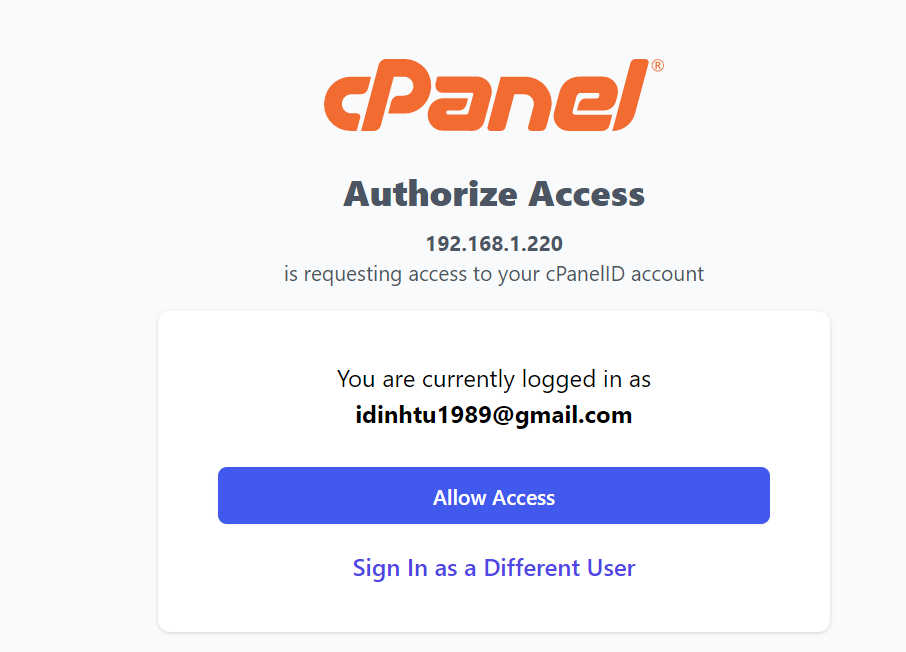 cPanel®
Authorize Access
192.168.1.220
is requesting access to your cPanelID account
You are currently logged in as
idinhtu1989@gmail.com
Allow Access
Sign In as a Different User